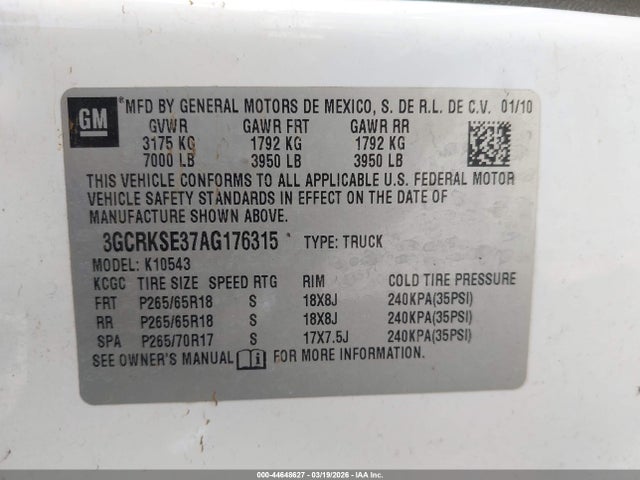 GM
*MFD BY GENERAL MOTORS DE MEXICO, S. DE R.L. DE C.V. 01/10
GVWR GAWR FRT GAWR RR
3175 KG 1792 KG 1792 KG
7000 LB 3950 LB 3950 LB
THIS VEHICLE CONFORMS TO ALL APPLICABLE U.S. FEDERAL MOTOR
VEHICLE SAFETY STANDARDS IN EFFECT ON THE DATE OF
MANUFACTURE SHOWN ABOVE.
3GCRKSE37AG176315 TYPE: TRUCK
MODEL: K10543
KCGC TIRE SIZE SPEED RTG RIM COLD TIRE PRESSURE
FRT P265/65R18 S 18X8J 240KPA(35PSI)
RR P265/65R18 S 18X8J 240KPA(35PSI)
SPA P265/70R17 S 17X7.5J 240KPA(35PSI)
SEE OWNER'S MANUAL FOR MORE INFORMATION.
000-44648627 - 03/19/2026 - IAA Inc.